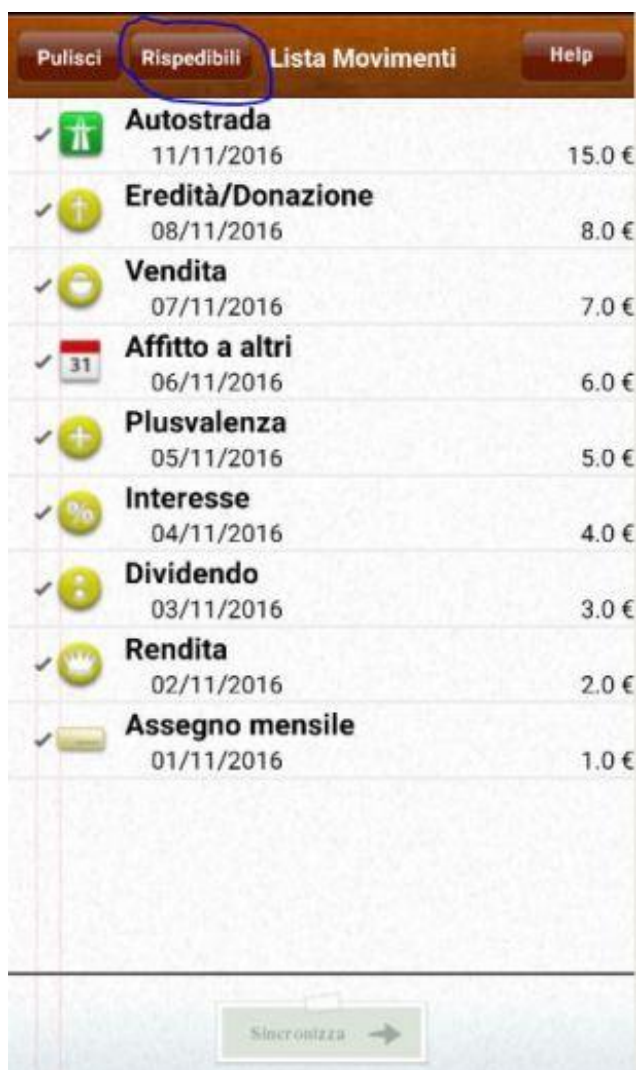 Pulisci Rispedibili Lista Movimenti Help
Autostrada
11/11/2016 15.0 €
Eredità/Donazione
08/11/2016 8.0 €
Vendita
07/11/2016 7.0 €
31
Affitto a altri
06/11/2016 6.0 €
Plusvalenza
05/11/2016 5.0 €
%
Interesse
04/11/2016 4.0 €
Dividendo
03/11/2016 3.0 €
Rendita
02/11/2016 2.0 €
Assegno mensile
01/11/2016 1.0 €
Sincronizza